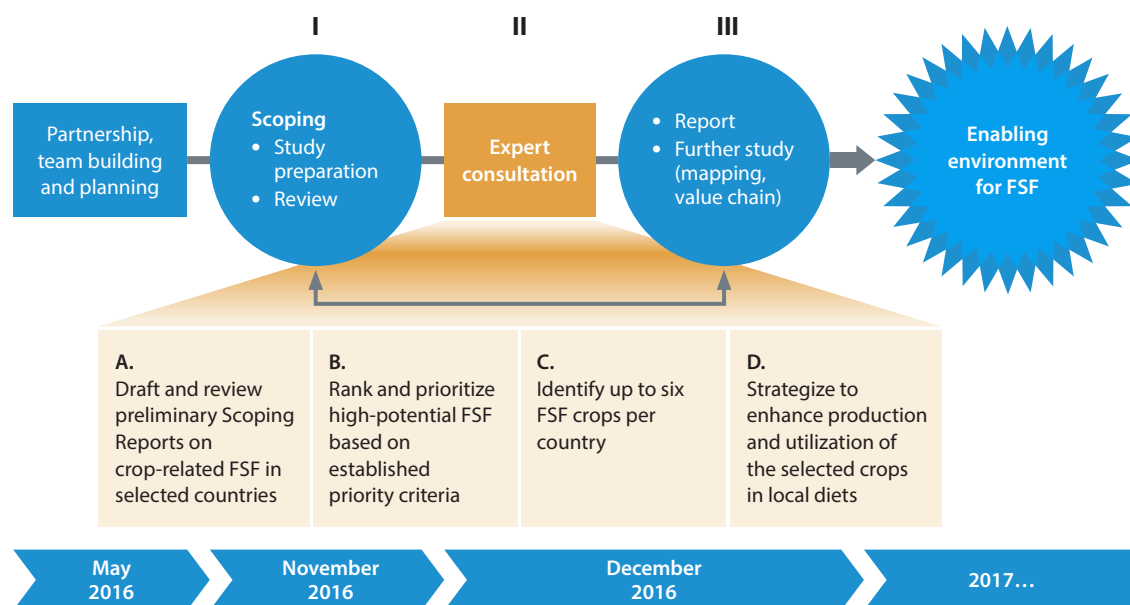 I
II
III
Partnership,
team building
and planning
Scoping
• Study
preparation
• Review
Expert
consultation
• Report
• Further study
(mapping,
value chain)
Enabling
environment
for FSF
A.
Draft and review
preliminary Scoping
Reports on
crop-related FSF in
selected countries
B.
Rank and prioritize
high-potential FSF
based on
established
priority criteria
C.
Identify up to six
FSF crops per
country
D.
Strategize to
enhance production
and utilization of
the selected crops
in local diets
May
2016
November
2016
December
2016
2017...